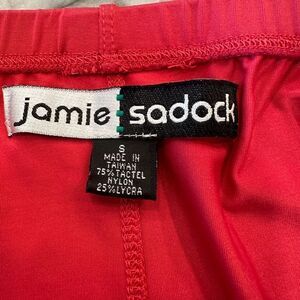 jamie sadock
S
MADE IN
TAIWAN
75% TACTEL
NYLON
25% LYCRA